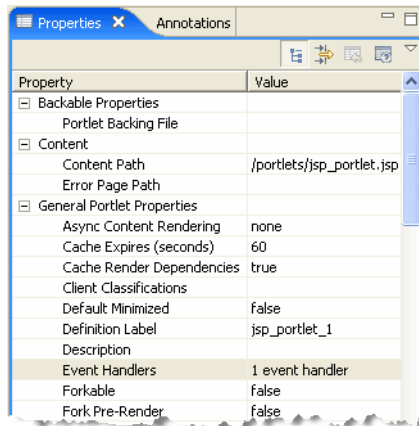 Properties Annotations
Property Value
Backable Properties
Portlet Backing File
Content
Content Path /portlets/jsp_portlet.jsp
Error Page Path
General Portlet Properties
Async Content Rendering none
Cache Expires (seconds) 60
Cache Render Dependencies true
Client Classifications
Default Minimized false
Definition Label jsp_portlet_1
Description
Event Handlers 1 event handler
Forkable false
Fork Pre-Render false